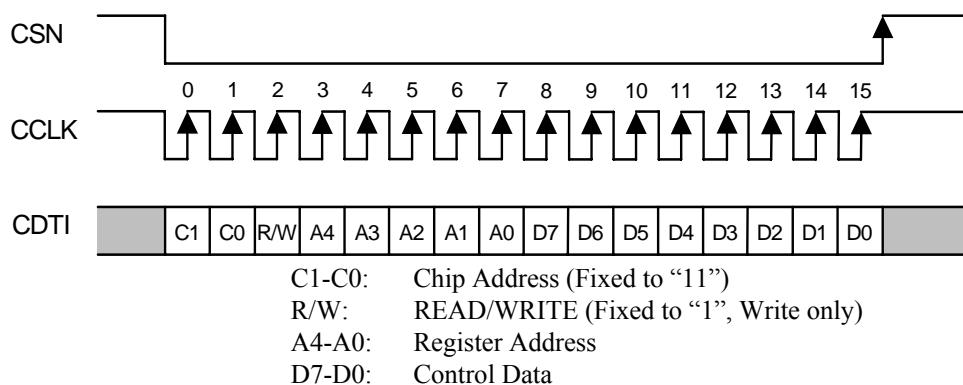 CSN
0 1 2 3 4 5 6 7 8 9 10 11 12 13 14 15
CCLK
CDTI C1 C0 R/W A4 A3 A2 A1 A0 D7 D6 D5 D4 D3 D2 D1 D0
C1-C0: Chip Address (Fixed to “11”)
R/W: READ/WRITE (Fixed to “1”, Write only)
A4-A0: Register Address
D7-D0: Control Data